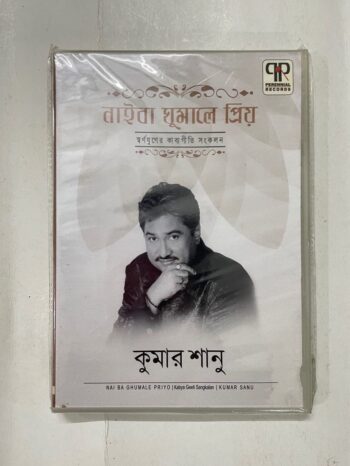 PERENNIAL
RECORDS
নাইবা ঘুমালে প্রিয়
স্বর্ণযুগের কাব্যগীতি সংকলন
কুমার শানু
NAI BA GHUMALE PRIYO | Kabya Geeti Sangkalan | KUMAR SANU